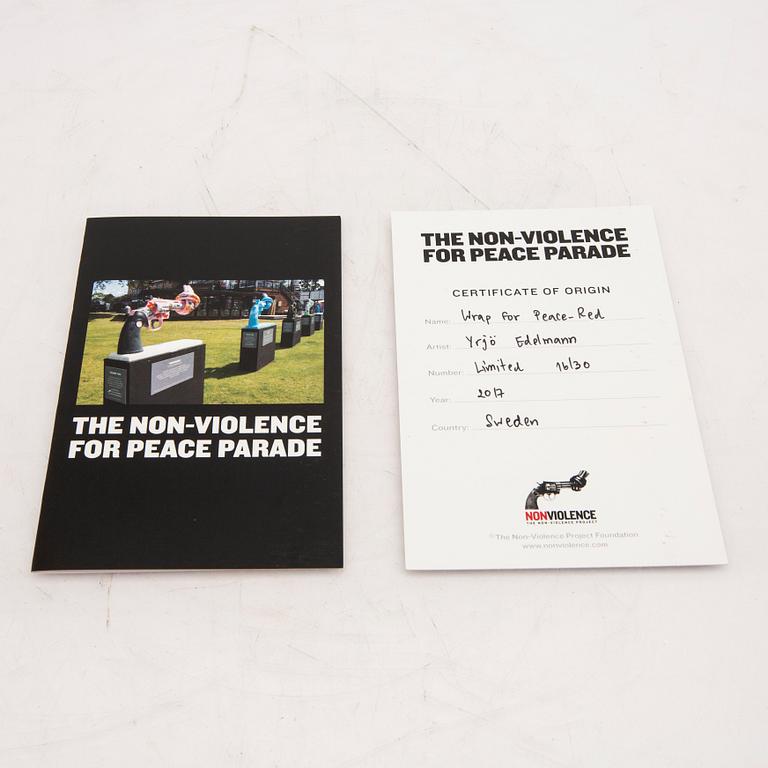 THE NON-VIOLENCE
FOR PEACE PARADE
THE NON-VIOLENCE
FOR PEACE PARADE
CERTIFICATE OF ORIGIN
Name: Wrap for Peace-Red
Artist: Yrjö Edelmann
Number: Limited 16/30
Year: 2017
Country: Sweden
NONVIOLENCE
THE NON-VIOLENCE PROJECT
©The Non-Violence Project Foundation
www.nonviolence.com